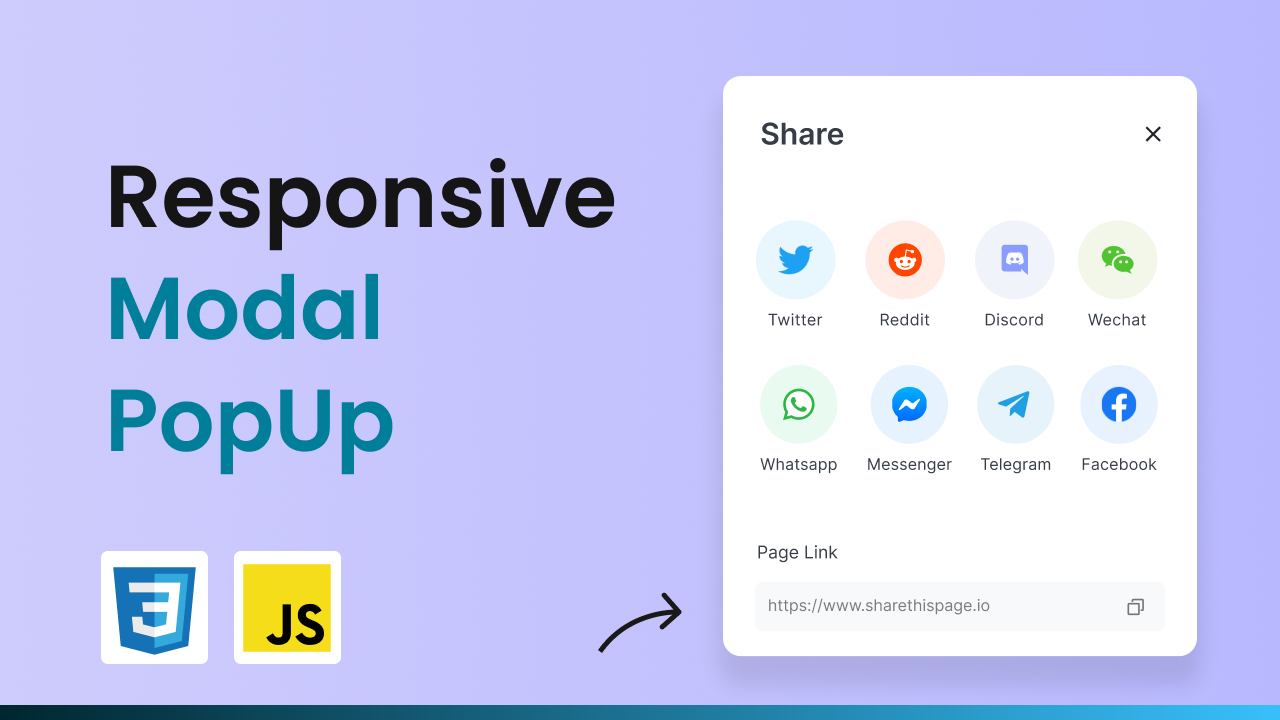 Responsive
Modal
PopUp
JS
Share
Twitter Reddit Discord Wechat
Whatsapp Messenger Telegram Facebook
Page Link
https://www.sharethispage.io